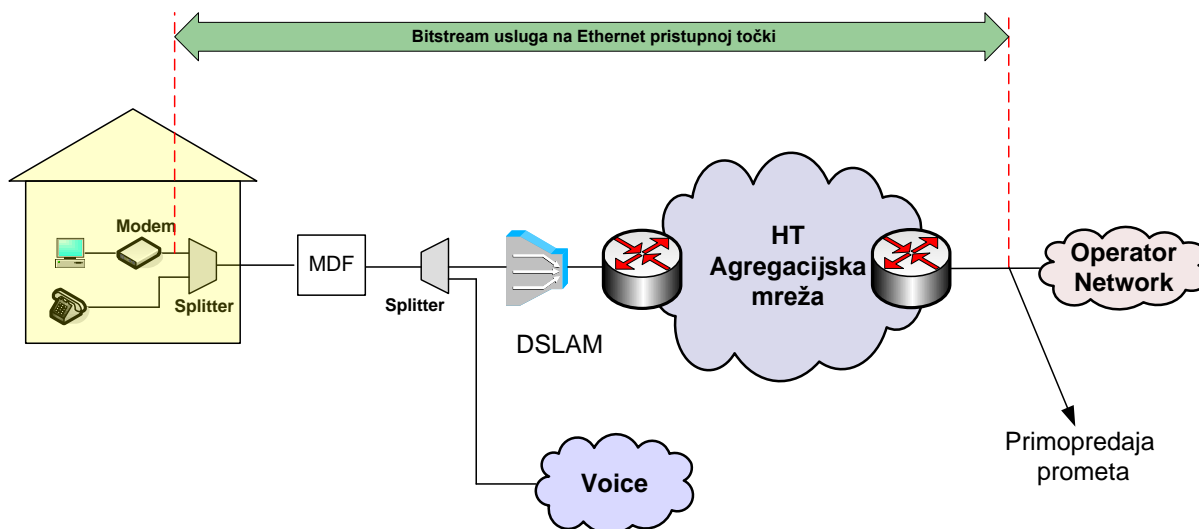 Bitstream usluga na Ethernet pristupnoj točki
Modem
Splitter
MDF
Splitter
DSLAM
HT
Agregacijska
mreža
Operator
Network
Primopredaja
prometa
Voice